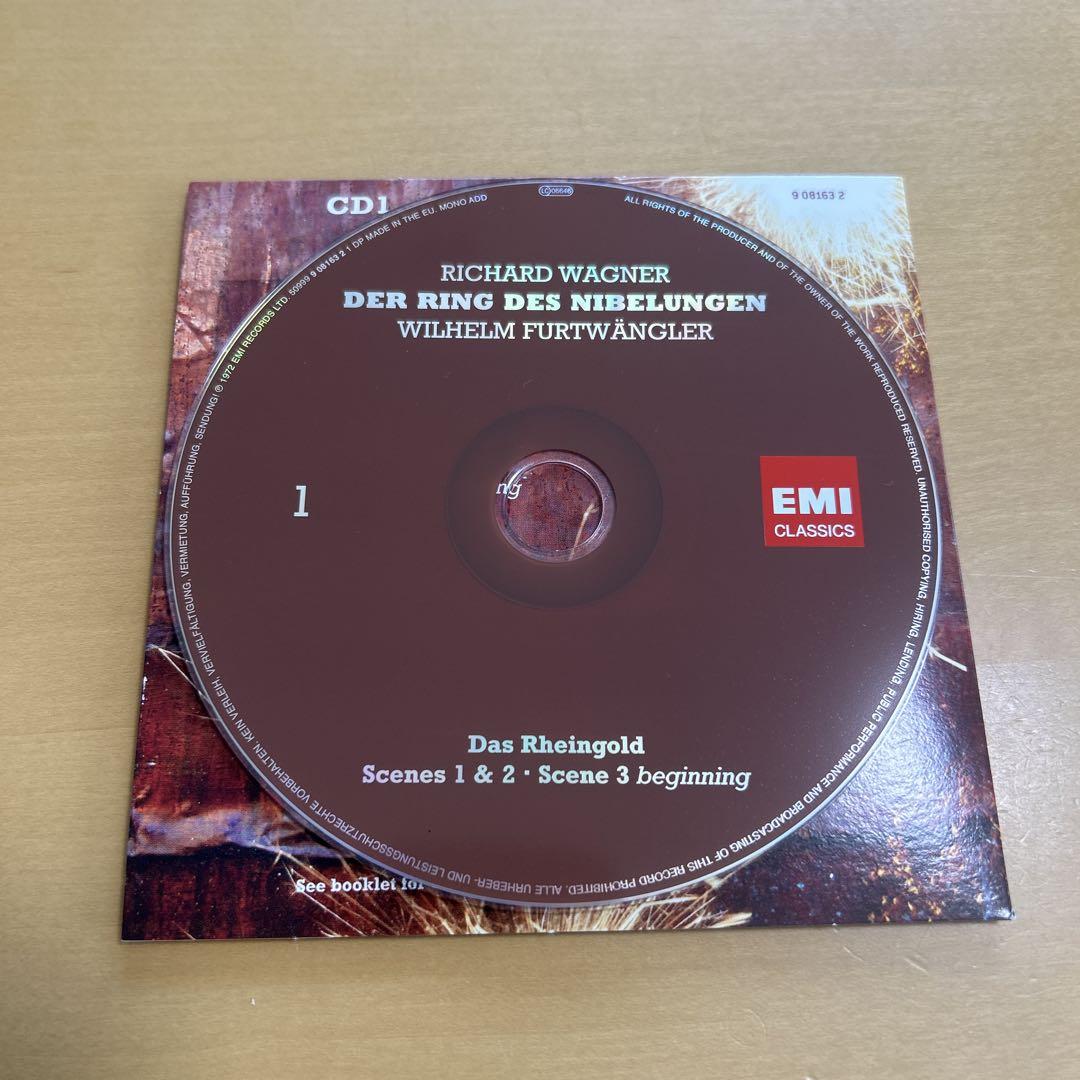 CD1
9 08163 2
LC06646
℗ 1972 EMI RECORDS LTD. 50999 9 08163 2 1 DP MADE IN THE EU. MONO ADD
ALL RIGHTS OF THE PRODUCER AND OF THE OWNER OF THE WORK REPRODUCED RESERVED. UNAUTHORISED COPYING, HIRING, LENDING, PUBLIC PERFORMANCE AND BROADCASTING OF THIS RECORD PROHIBITED. ALLE URHEBER- UND LEISTUNGSSCHUTZRECHTE VORBEHALTEN. KEIN VERLEIH, VERVIELFÄLTIGUNG, VERMIETUNG, AUFFÜHRUNG, SENDUNG!
RICHARD WAGNER
DER RING DES NIBELUNGEN
WILHELM FURTWÄNGLER
1
ng
EMI
CLASSICS
Das Rheingold
Scenes 1 & 2 · Scene 3 beginning
See booklet for